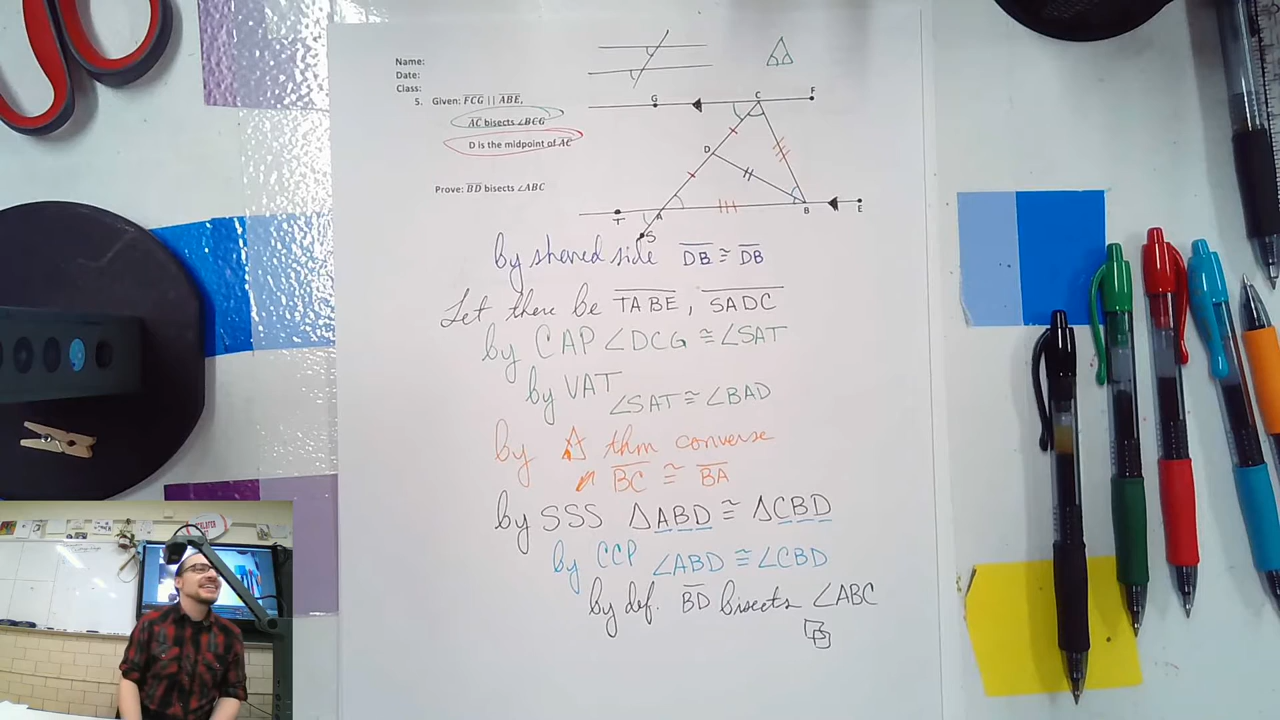 Name:
Date:
Class:
5. Given: FCG || ABE,
AC bisects ∠BCG
D is the midpoint of AC
Prove: BD bisects ∠ABC
G C F
D
T A B E
S
by shared side DB ≅ DB
Let there be TABE, SADC
by CAP ∠DCG ≅ ∠SAT
by VAT
∠SAT ≅ ∠BAD
by thm converse
BC ≅ BA
by SSS △ABD ≅ △CBD
by CCP ∠ABD ≅ ∠CBD
by def. BD bisects ∠ABC